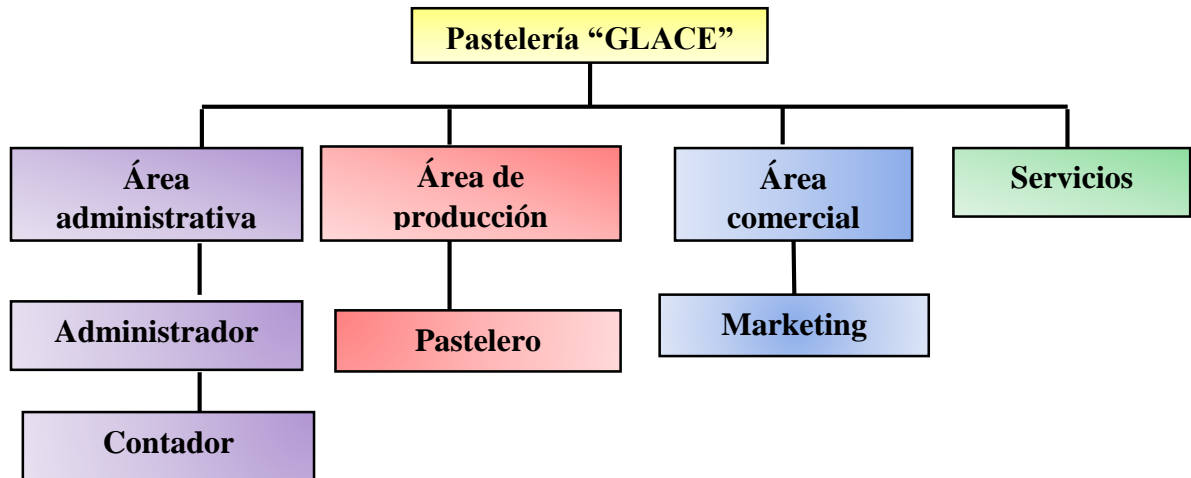 Pastelería “GLACE”
Área
administrativa
Área de
producción
Área
comercial
Servicios
Administrador
Pastelero
Marketing
Contador